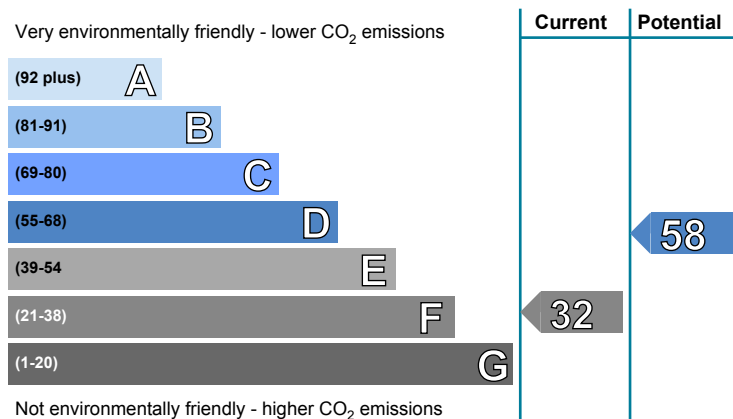 Current Potential
Very environmentally friendly - lower CO₂ emissions
(92 plus) A
(81-91) B
(69-80) C
(55-68) D
58
(39-54 E
(21-38) F 32
(1-20) G
Not environmentally friendly - higher CO₂ emissions